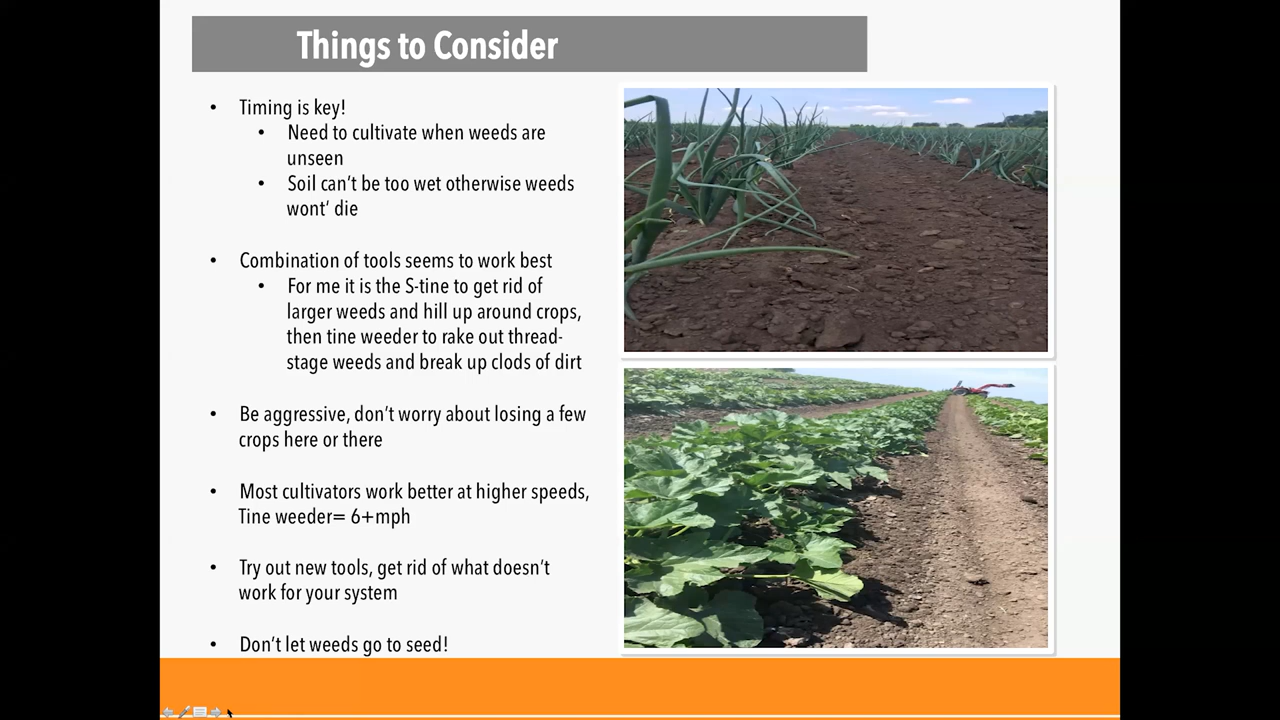 Things to Consider
• Timing is key!
• Need to cultivate when weeds are
unseen
• Soil can't be too wet otherwise weeds
wont' die
• Combination of tools seems to work best
• For me it is the S-tine to get rid of
larger weeds and hill up around crops,
then tine weeder to rake out thread-
stage weeds and break up clods of dirt
• Be aggressive, don't worry about losing a few
crops here or there
• Most cultivators work better at higher speeds,
Tine weeder= 6+mph
• Try out new tools, get rid of what doesn't
work for your system
• Don't let weeds go to seed!